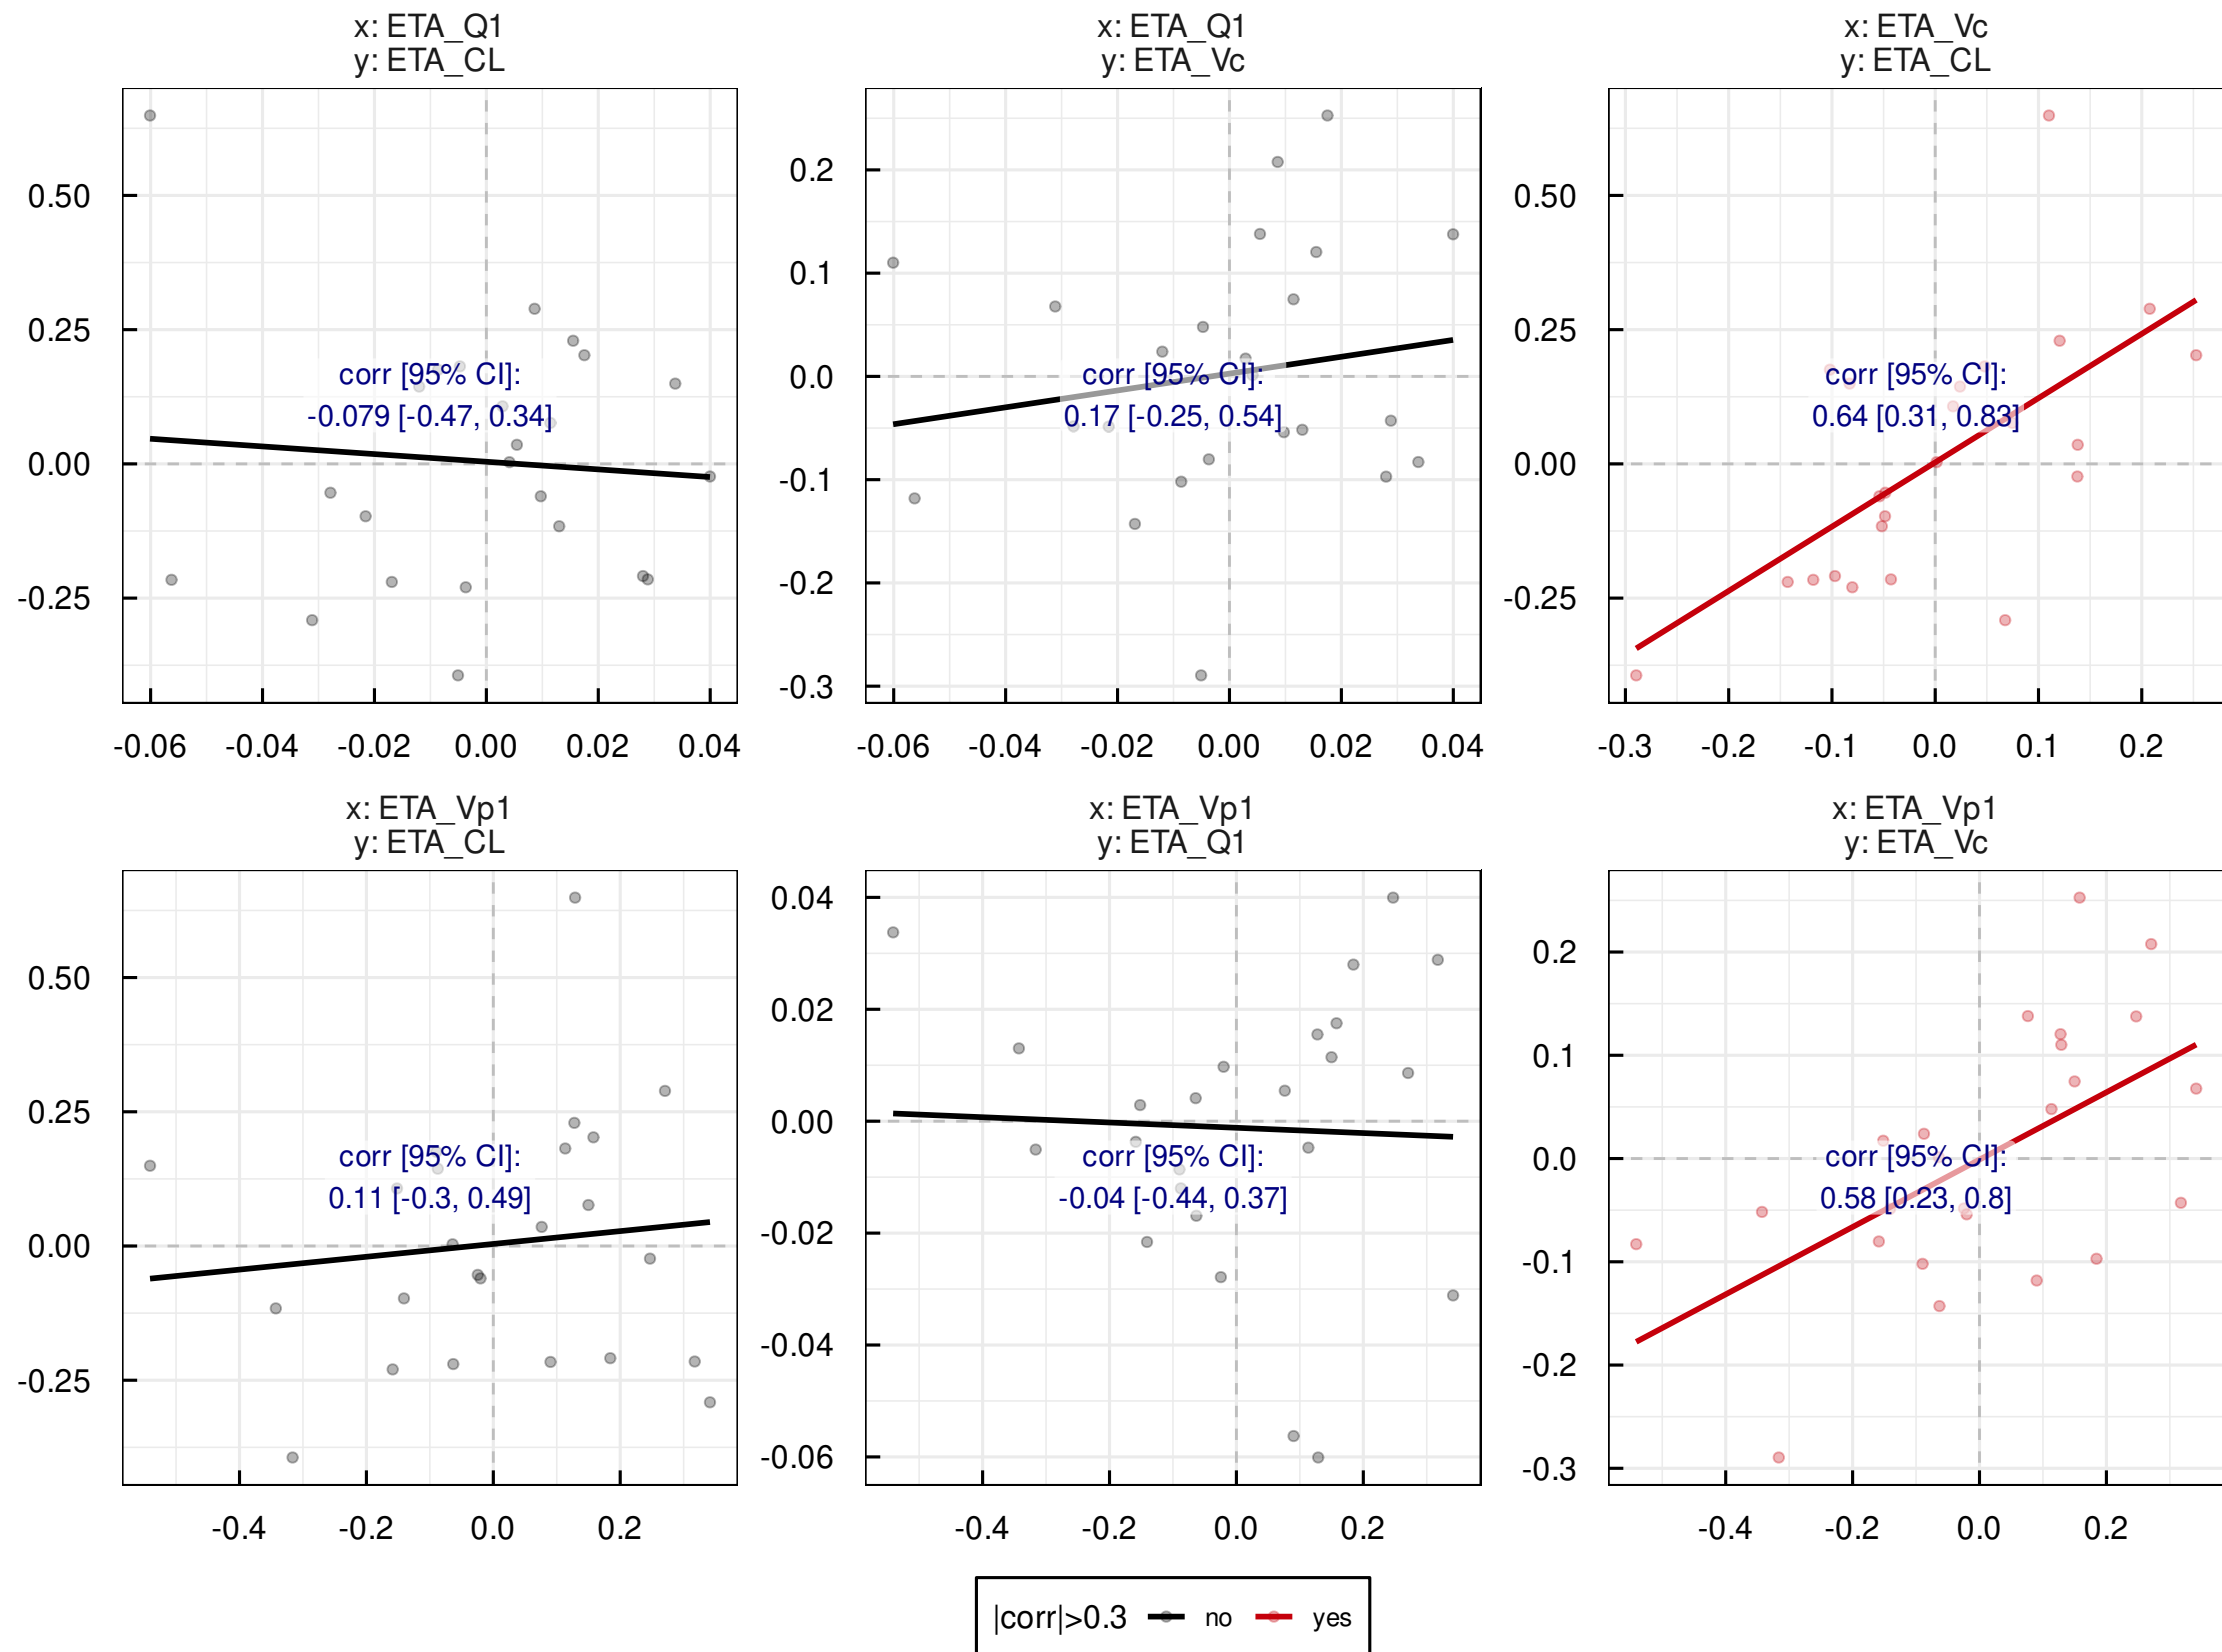 x: ETA_Q1
y: ETA_CL
x: ETA_Q1
y: ETA_Vc
x: ETA_Vc
y: ETA_CL
0.50
0.25
0.00
-0.25
corr [95% CI]:
-0.079 [-0.47, 0.34]
-0.06 -0.04 -0.02 0.00 0.02 0.04
0.2
0.1
0.0
-0.1
-0.2
-0.3
corr [95% CI]:
0.17 [-0.25, 0.54]
-0.06 -0.04 -0.02 0.00 0.02 0.04
0.50
0.25
0.00
-0.25
corr [95% CI]:
0.64 [0.31, 0.83]
-0.3 -0.2 -0.1 0.0 0.1 0.2
x: ETA_Vp1
y: ETA_CL
x: ETA_Vp1
y: ETA_Q1
x: ETA_Vp1
y: ETA_Vc
0.50
0.25
0.00
-0.25
corr [95% CI]:
0.11 [-0.3, 0.49]
-0.4 -0.2 0.0 0.2
0.04
0.02
0.00
-0.02
-0.04
-0.06
corr [95% CI]:
-0.04 [-0.44, 0.37]
-0.4 -0.2 0.0 0.2
0.2
0.1
0.0
-0.1
-0.2
-0.3
corr [95% CI]:
0.58 [0.23, 0.8]
-0.4 -0.2 0.0 0.2
|corr|>0.3 no yes